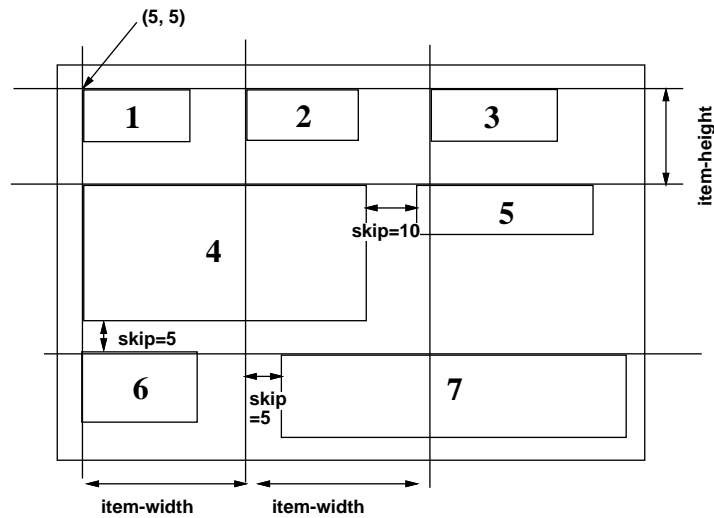 (5, 5)
1
2
3
item-height
4
skip=10
5
skip=5
6
skip
=5
7
item-width
item-width